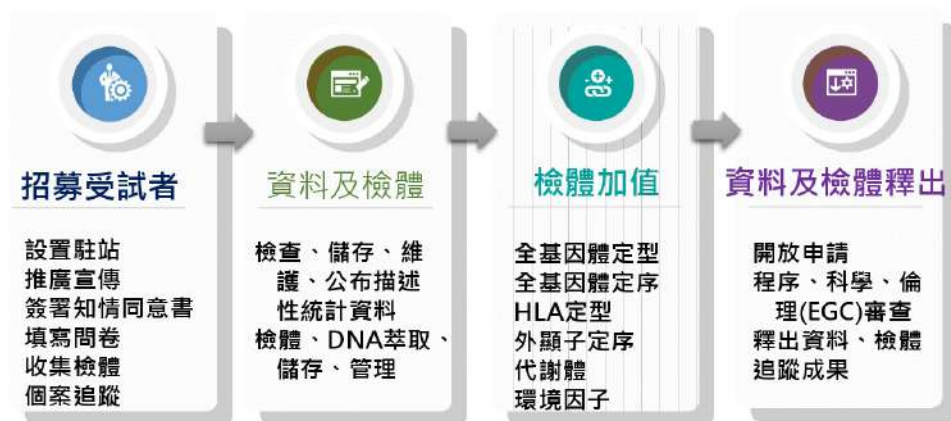 招募受試者
設置駐站
推廣宣傳
簽署知情同意書
填寫問卷
收集檢體
個案追蹤
資料及檢體
檢查、儲存、維
護、公布描述
性統計資料
檢體、DNA萃取、
儲存、管理
檢體加值
全基因體定型
全基因體定序
HLA定型
外顯子定序
代謝體
環境因子
資料及檢體釋出
開放申請
程序、科學、倫
理(EGC)審查
釋出資料、檢體
追蹤成果